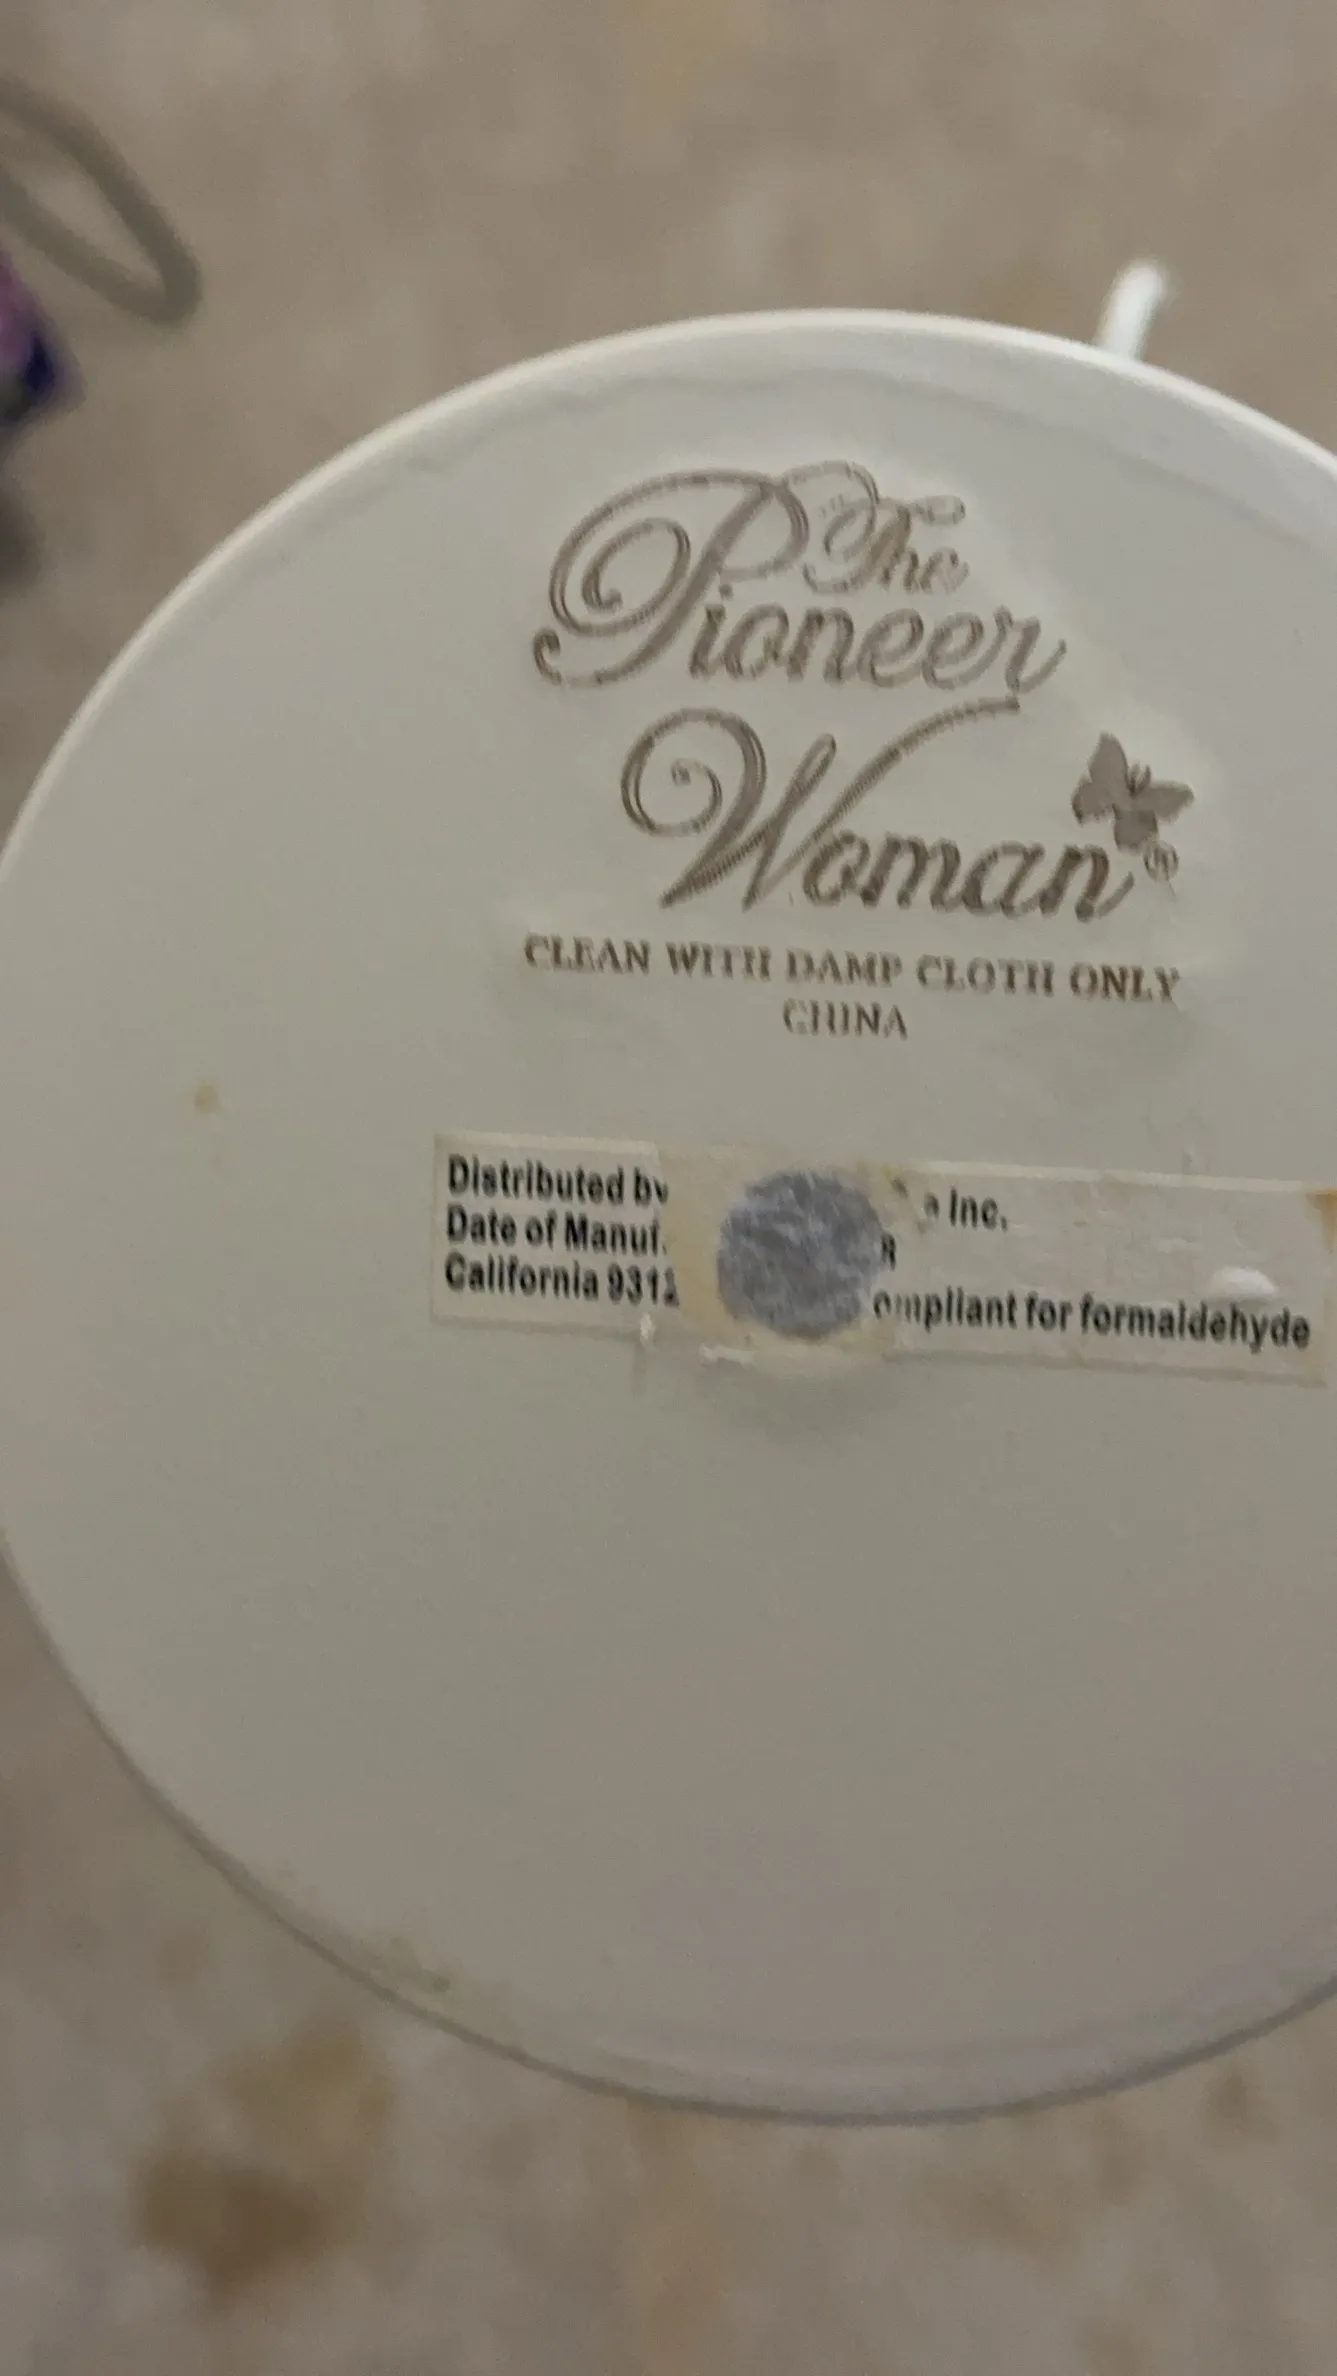 The
Pioneer
Woman®
CLEAN WITH DAMP CLOTH ONLY
CHINA
Distributed by Inc.
Date of Manuf.
California 9312 ompliant for formaldehyde